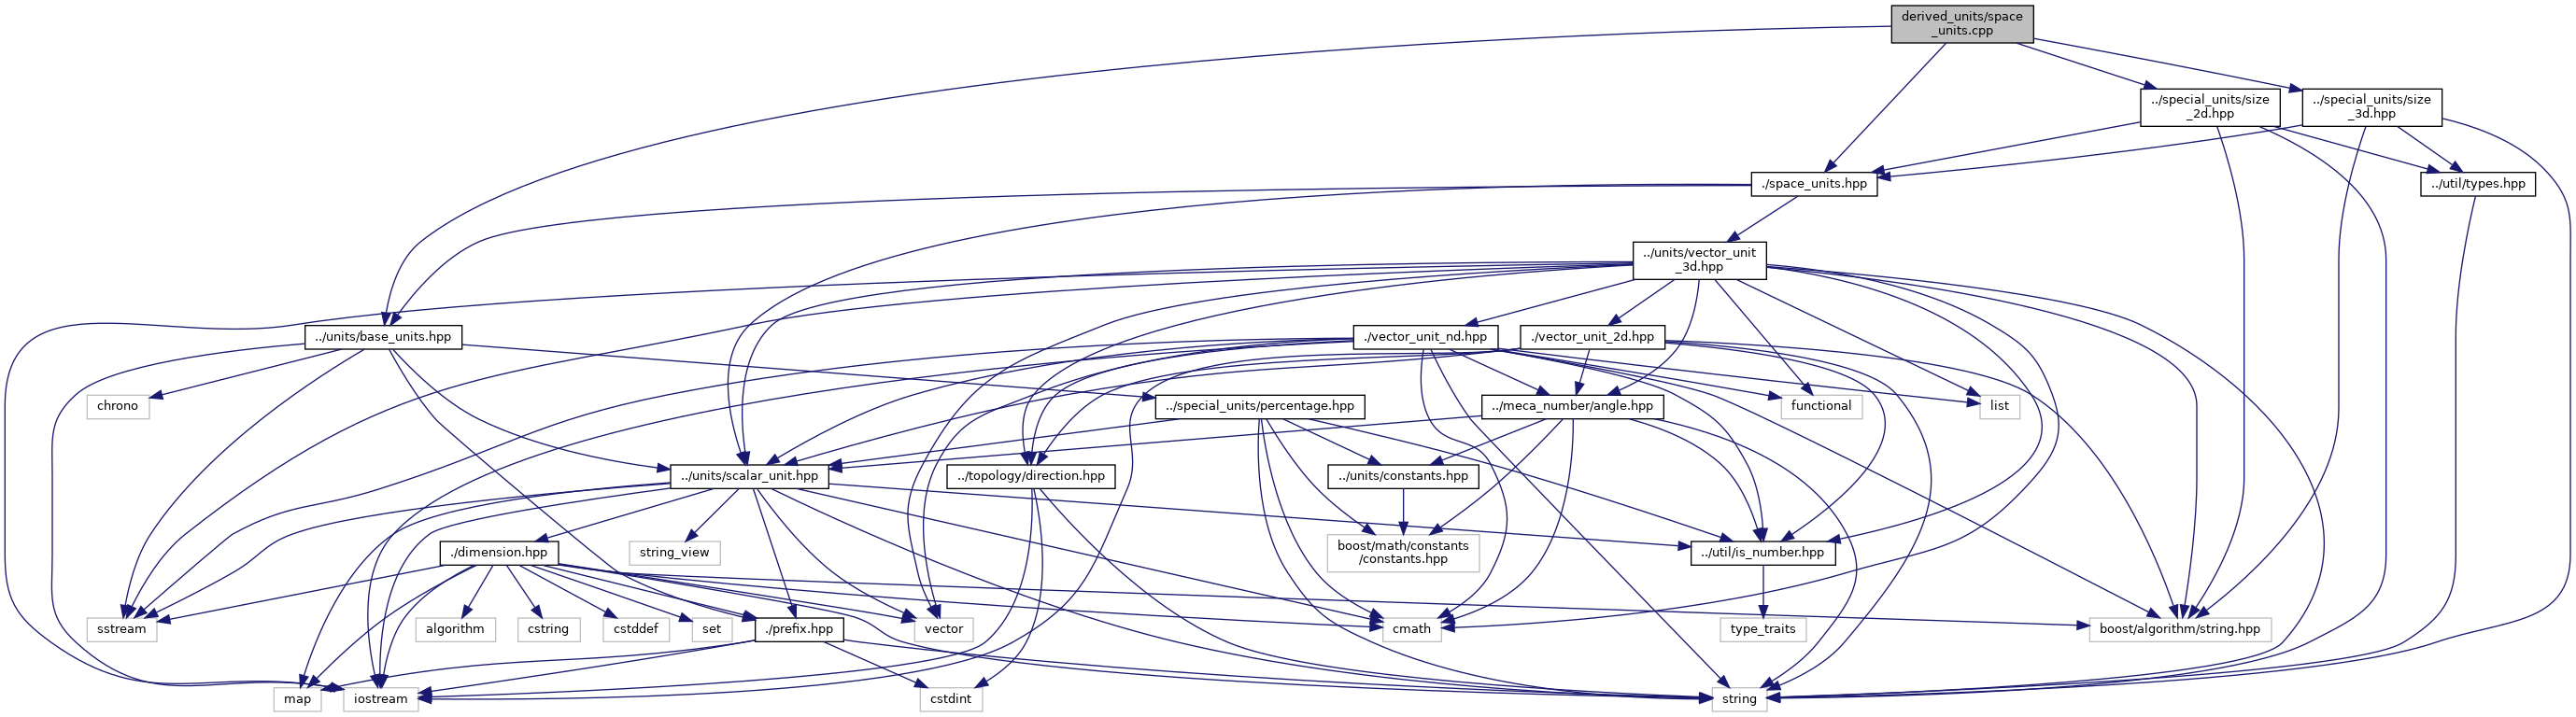 derived_units/space
_units.cpp
../special_units/size
_2d.hpp
../special_units/size
_3d.hpp
./space_units.hpp
../util/types.hpp
../units/vector_unit
_3d.hpp
../units/base_units.hpp
./vector_unit_nd.hpp
./vector_unit_2d.hpp
chrono
../special_units/percentage.hpp
../meca_number/angle.hpp
functional
list
../units/scalar_unit.hpp
../topology/direction.hpp
../units/constants.hpp
./dimension.hpp
string_view
boost/math/constants
/constants.hpp
../util/is_number.hpp
sstream
algorithm
cstring
cstddef
set
./prefix.hpp
vector
cmath
type_traits
boost/algorithm/string.hpp
map
iostream
cstdint
string